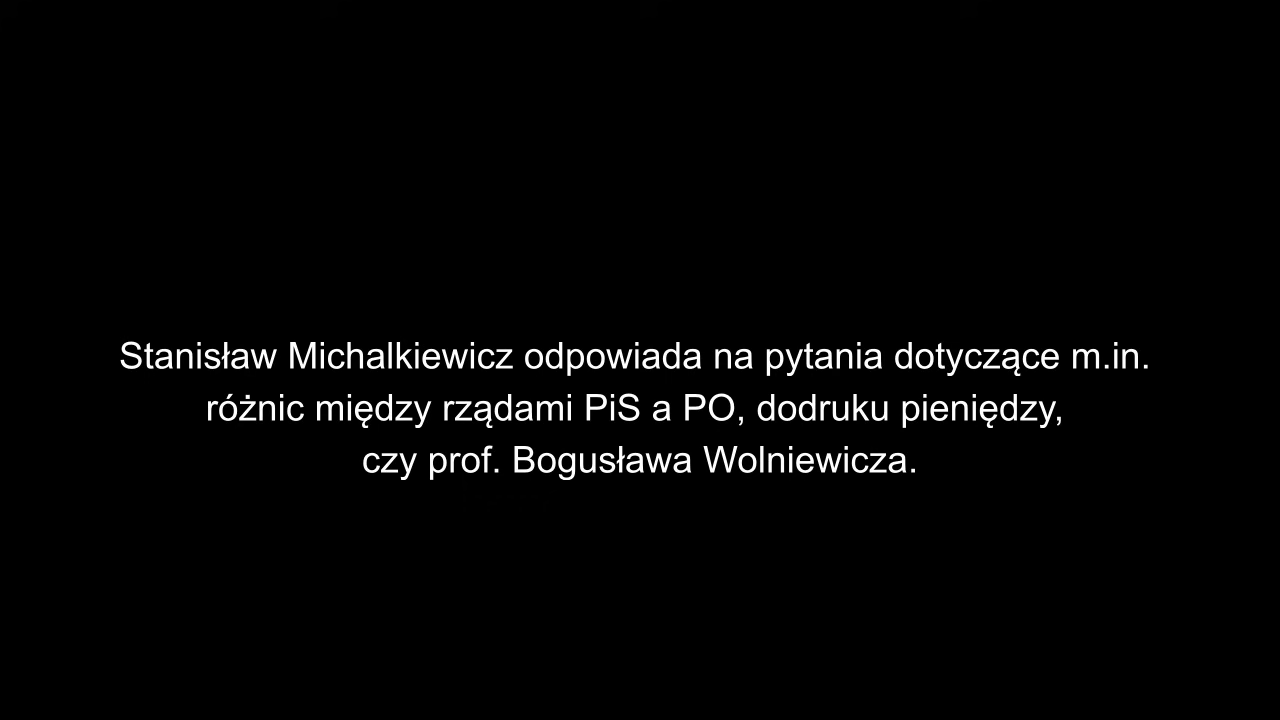 Stanisław Michalkiewicz odpowiada na pytania dotyczące m.in.
różnic między rządami PiS a PO, dodruku pieniędzy,
czy prof. Bogusława Wolniewicza.